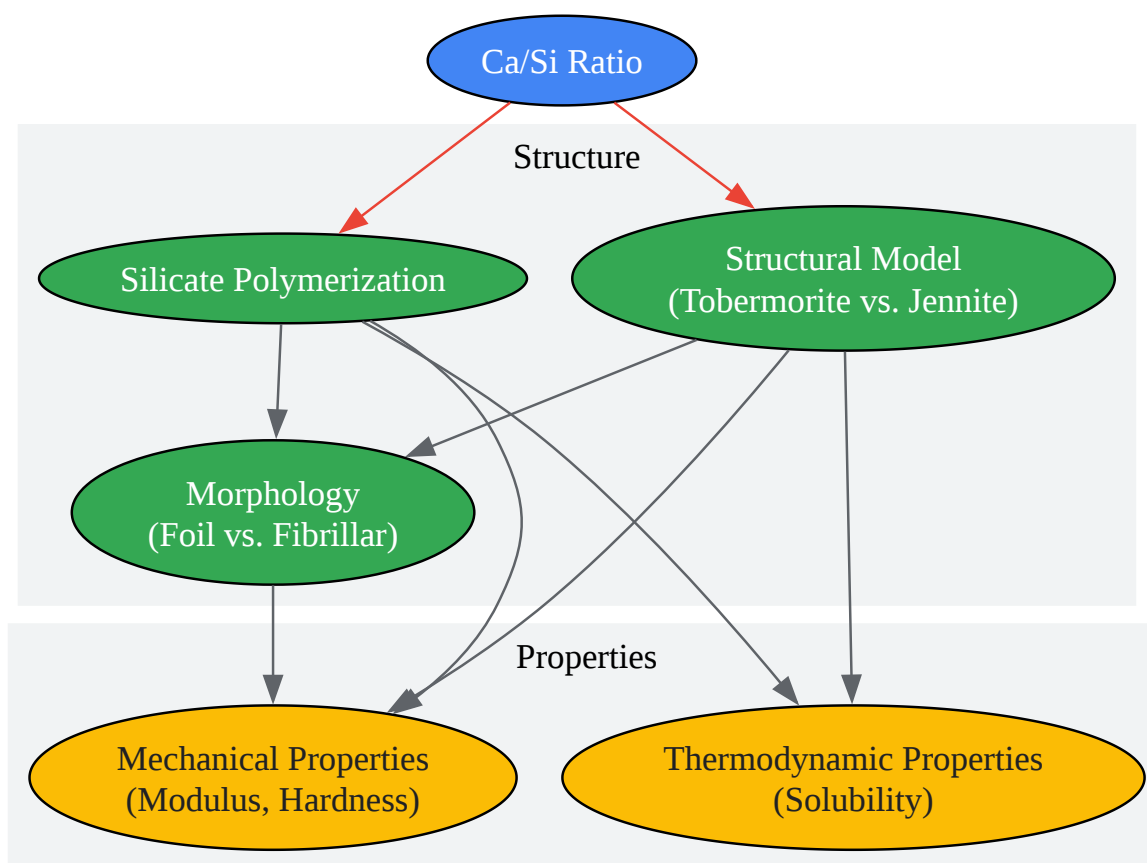 Ca/Si Ratio
Structure
Silicate Polymerization
Structural Model
(Tobermorite vs. Jennite)
Morphology
(Foil vs. Fibrillar)
Properties
Mechanical Properties
(Modulus, Hardness)
Thermodynamic Properties
(Solubility)